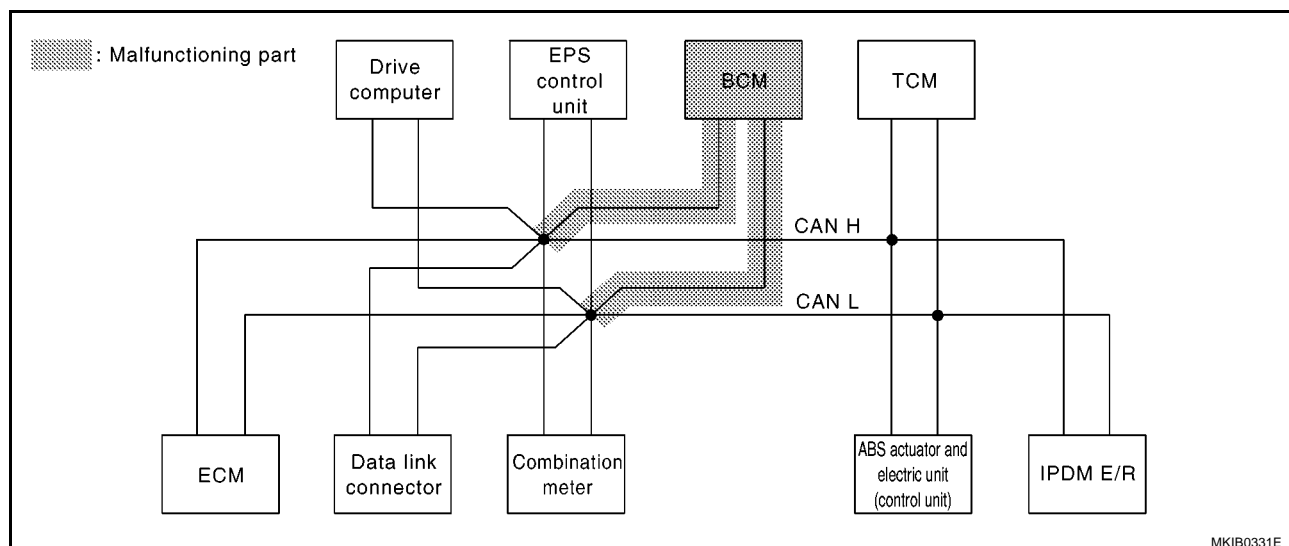 : Malfunctioning part
Drive
computer
EPS
control
unit
BCM
TCM
CAN H
CAN L
ECM
Data link
connector
Combination
meter
ABS actuator and
electric unit
(control unit)
IPDM E/R
MKIB0331E